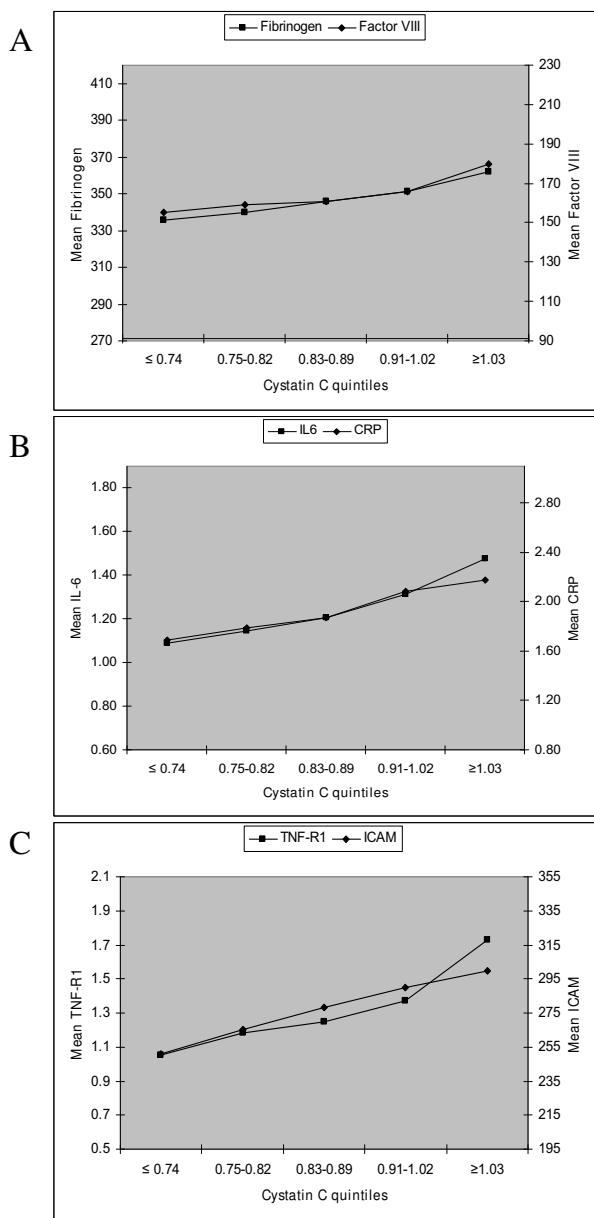 A
Fibrinogen Factor VIII
Mean Fibrinogen
410
390
370
350
330
310
290
270
230
210
190
170
150
130
110
90
Mean Factor VIII
≤ 0.74 0.75-0.82 0.83-0.89 0.91-1.02 ≥1.03
Cystatin C quintiles
B
IL6 CRP
Mean IL-6
1.80
1.60
1.40
1.20
1.00
0.80
0.60
2.80
2.40
2.00
1.60
1.20
0.80
Mean CRP
≤ 0.74 0.75-0.82 0.83-0.89 0.91-1.02 ≥1.03
Cystatin C quintiles
C
TNF-R1 ICAM
Mean TNF-R1
2.1
1.9
1.7
1.5
1.3
1.1
0.9
0.7
0.5
355
335
315
295
275
255
235
215
195
Mean ICAM
≤ 0.74 0.75-0.82 0.83-0.89 0.91-1.02 ≥1.03
Cystatin C quintiles